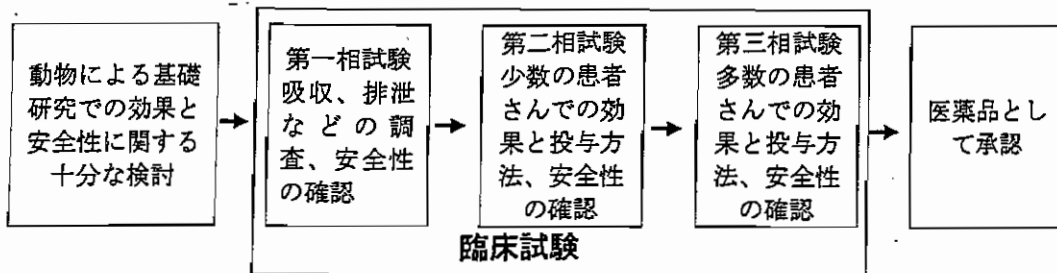 動物による基礎
研究での効果と
安全性に関する
十分な検討
第一相試験
吸収、排泄
などの調
査、安全性
の確認
第二相試験
少数の患者
さんでの効
果と投与方
法、安全性
の確認
第三相試験
多数の患者
さんでの効
果と投与方
法、安全性
の確認
医薬品とし
て承認
臨床試験